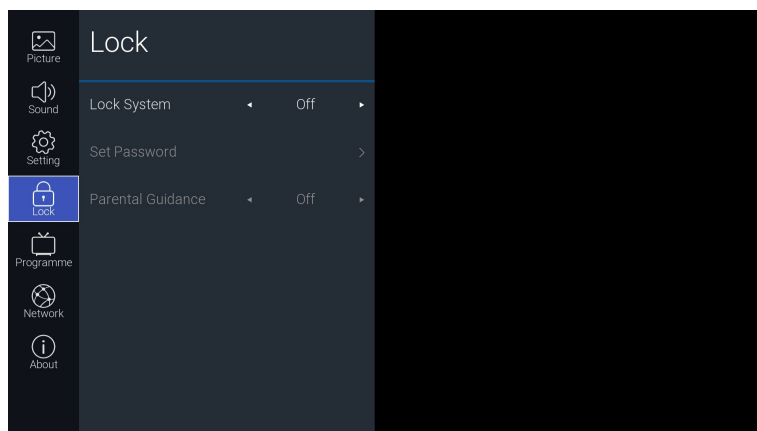 Picture
Sound
Setting
Lock
Programme
Network
About
Lock
Lock System Off
Set Password
Parental Guidance Off